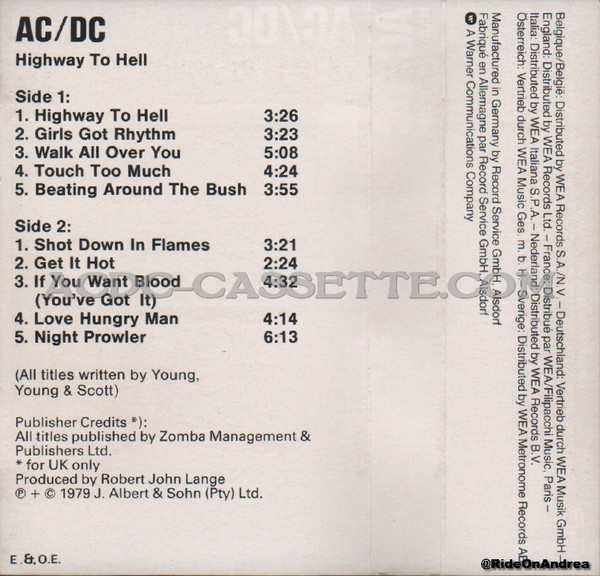 AC/DC
Highway To Hell
Side 1:
1. Highway To Hell 3:26
2. Girls Got Rhythm 3:23
3. Walk All Over You 5:08
4. Touch Too Much 4:24
5. Beating Around The Bush 3:55
Side 2:
1. Shot Down In Flames 3:21
2. Get It Hot 2:24
3. If You Want Blood 4:32
(You've Got It)
4. Love Hungry Man 4:14
5. Night Prowler 6:13
(All titles written by Young,
Young & Scott)
Publisher Credits *):
All titles published by Zomba Management &
Publishers Ltd.
* for UK only
Produced by Robert John Lange
℗ + © 1979 J. Albert & Sohn (Pty) Ltd.
E. & O.E.
Belgique/België: Distributed by WEA Records S.A./N.V. – Deutschland: Vertrieb durch WEA Musik GmbH –
England: Distributed by WEA Records Ltd. – France: Distribué par WEA/Filipacchi Music, Paris –
Italia: Distributed by WEA Italiana S.P.A. – Nederland: Distributed by WEA Records B.V.
Österreich: Vertrieb durch WEA Music Ges. m. b. H. – Sverige: Distributed by WEA Metronome Records AB
Manufactured in Germany by Record Service GmbH, Alsdorf
Fabriqué en Allemagne par Record Service GmbH, Alsdorf
A Warner Communications Company
ACDC-CASSETTE.COM
@RideOnAndrea